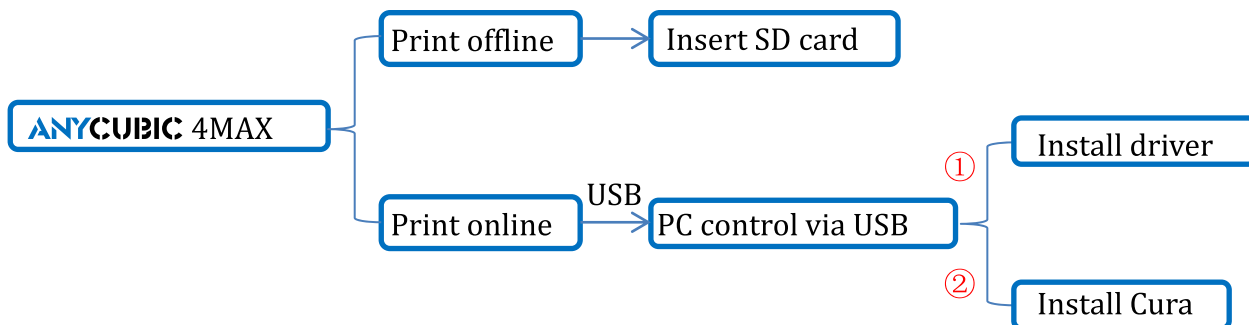 Print offline
Insert SD card
ANYCUBIC 4MAX
Install driver
①
USB
Print online
PC control via USB
②
Install Cura